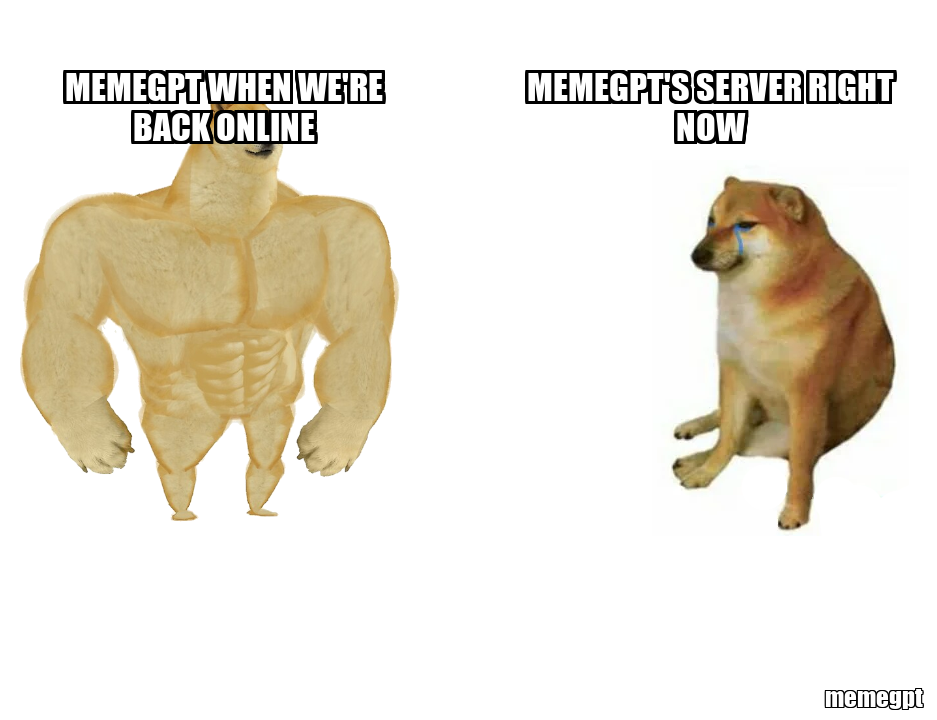 MEMEGPT WHEN WE'RE
BACK ONLINE
MEMEGPT'S SERVER RIGHT
NOW
memegpt